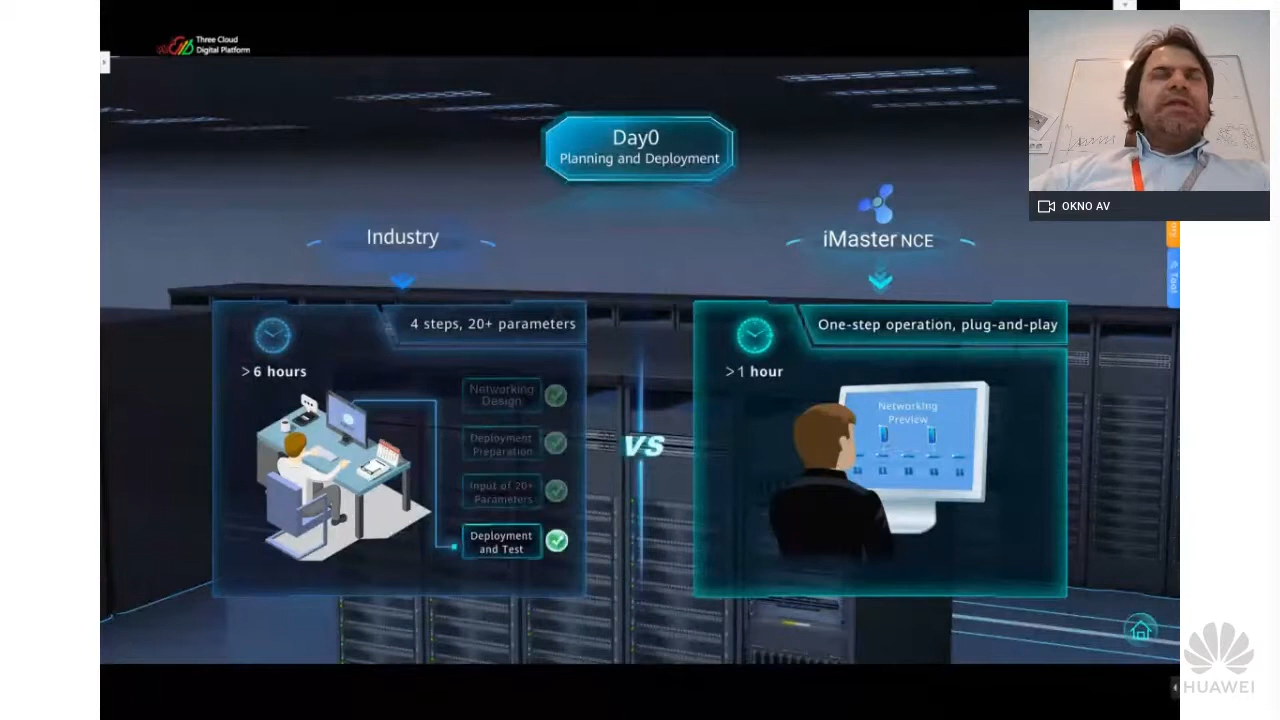 Three Cloud
Digital Platform
Day0
Planning and Deployment
OKNO AV
Industry
iMaster NCE
4 steps, 20+ parameters
>6 hours
Networking
Design
Deployment
Preparation
Input of 20+
Parameters
Deployment
and Test
VS
One-step operation, plug-and-play
>1 hour
Networking
Preview
Tool
HUAWEI